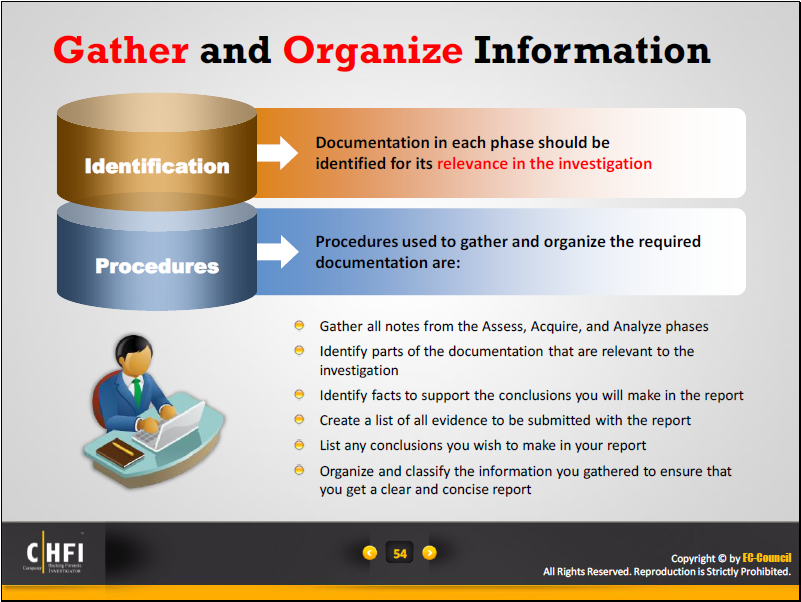 Gather and Organize Information
Identification
Documentation in each phase should be
identified for its relevance in the investigation
Procedures
Procedures used to gather and organize the required
documentation are:
Gather all notes from the Assess, Acquire, and Analyze phases
Identify parts of the documentation that are relevant to the
investigation
Identify facts to support the conclusions you will make in the report
Create a list of all evidence to be submitted with the report
List any conclusions you wish to make in your report
Organize and classify the information you gathered to ensure that
you get a clear and concise report
CHFI
Computer Hacking Forensic
INVESTIGATOR
54
Copyright © by EC-Council
All Rights Reserved. Reproduction is Strictly Prohibited.